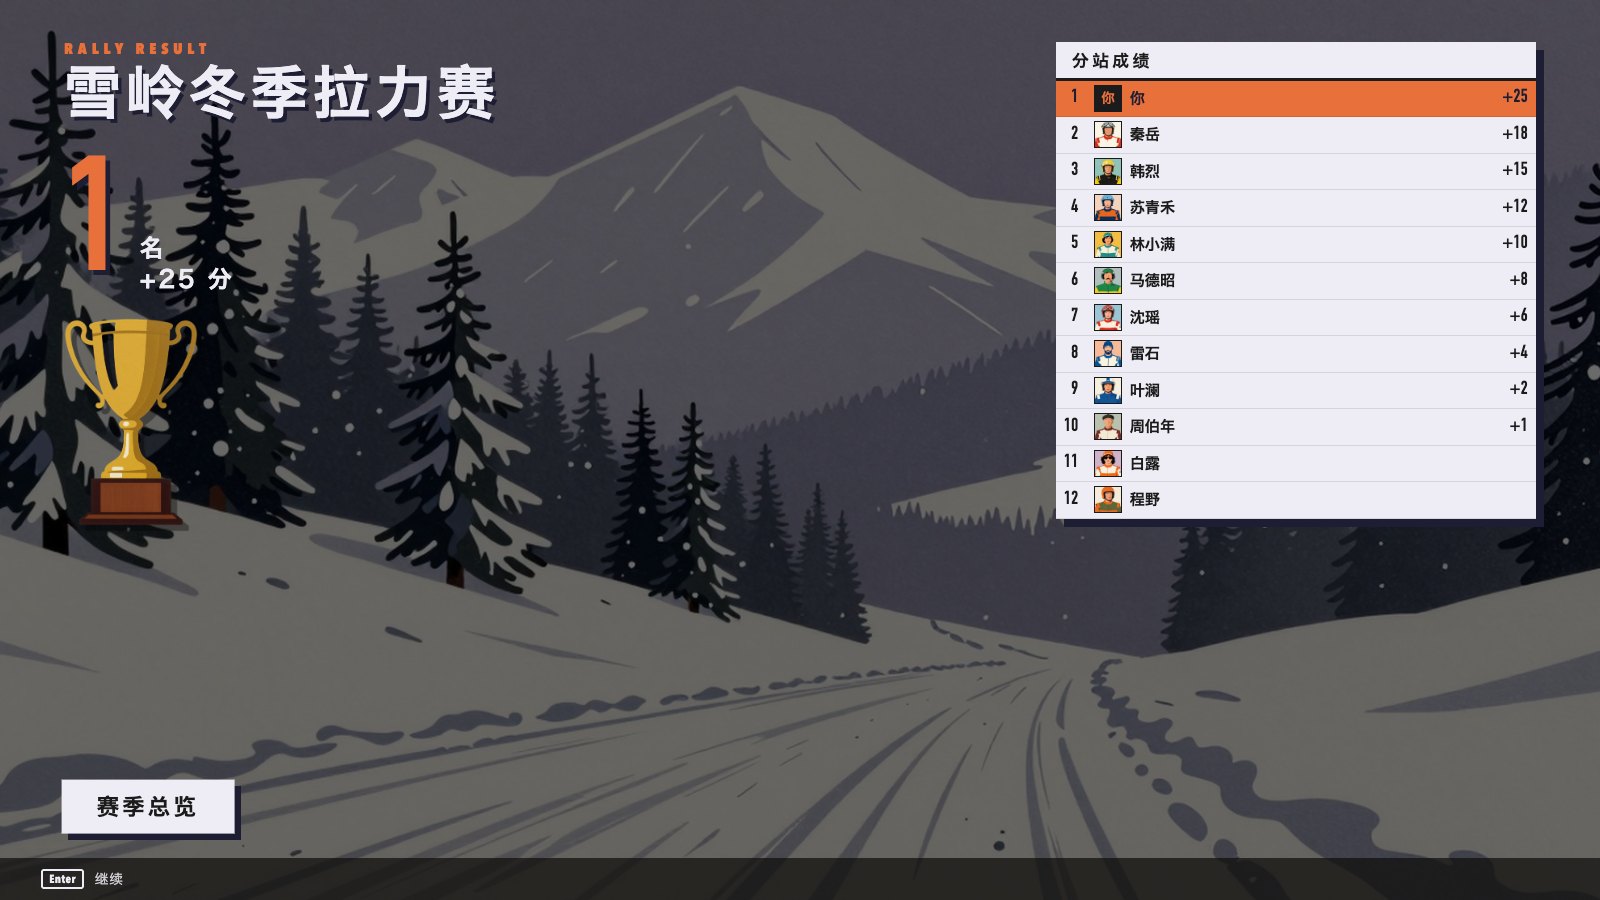 RALLY RESULT
雪岭冬季拉力赛
1
名
+25 分
分站成绩
1 你 你 +25
2 秦岳 +18
3 韩烈 +15
4 苏青禾 +12
5 林小满 +10
6 马德昭 +8
7 沈瑶 +6
8 雷石 +4
9 叶澜 +2
10 周伯年 +1
11 白露
12 程野
赛季总览
Enter 继续